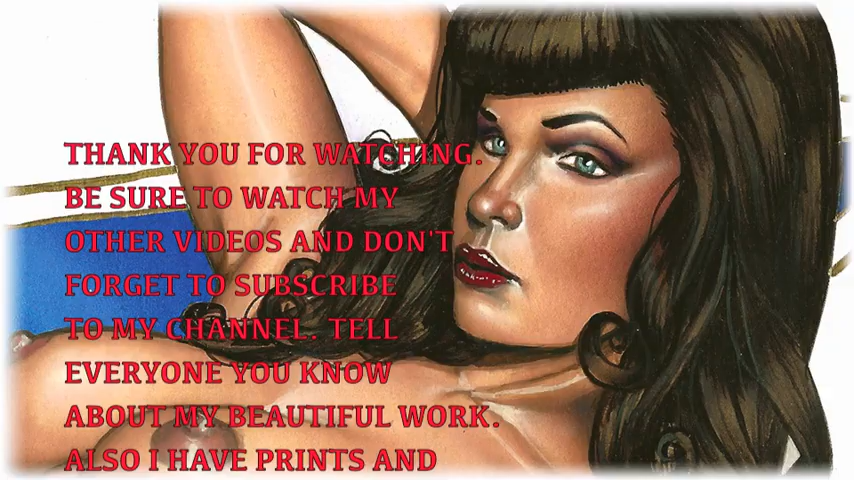 THANK YOU FOR WATCHING.
BE SURE TO WATCH MY
OTHER VIDEOS AND DON'T
FORGET TO SUBSCRIBE
TO MY CHANNEL. TELL
EVERYONE YOU KNOW
ABOUT MY BEAUTIFUL WORK.
ALSO I HAVE PRINTS AND